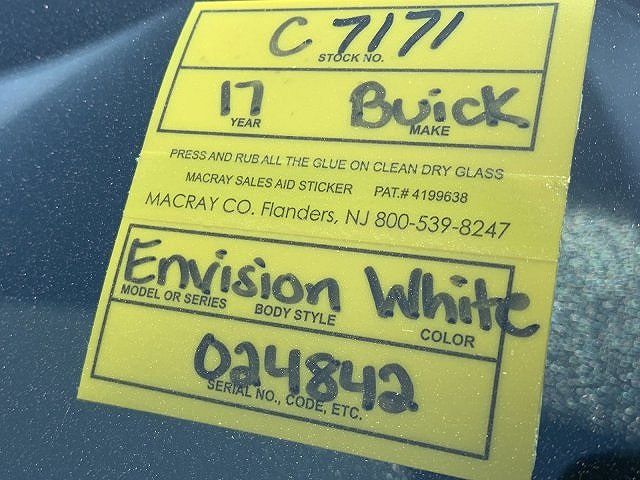 C 7171
STOCK NO.
17 Buick
YEAR MAKE
PRESS AND RUB ALL THE GLUE ON CLEAN DRY GLASS
MACRAY SALES AID STICKER PAT.# 4199638
MACRAY CO. Flanders, NJ 800-539-8247
Envision White
MODEL OR SERIES BODY STYLE COLOR
024842
SERIAL NO., CODE, ETC.